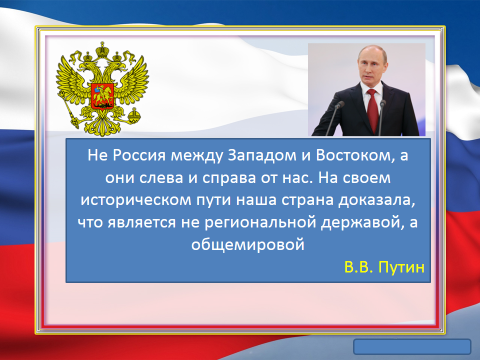 Не Россия между Западом и Востоком, а
они слева и справа от нас. На своем
историческом пути наша страна доказала,
что является не региональной державой, а
общемировой
В.В. Путин